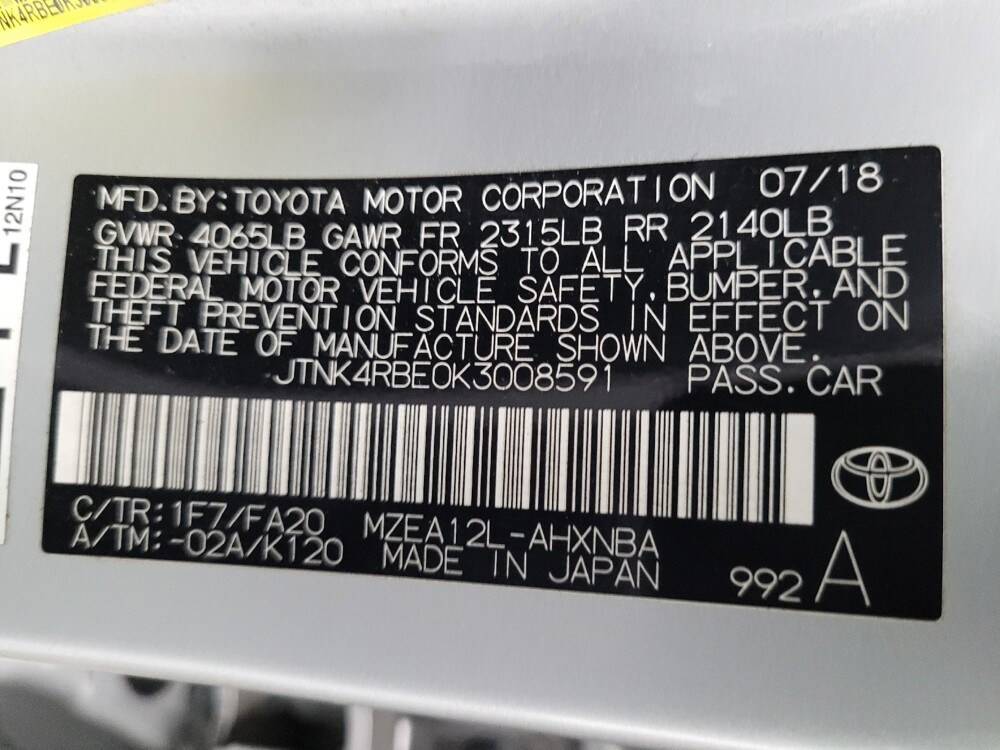 MFD.BY:TOYOTA MOTOR CORPORATION 07/18
GVWR 4065LB GAWR FR 2315LB RR 2140LB
THIS VEHICLE CONFORMS TO ALL APPLICABLE
FEDERAL MOTOR VEHICLE SAFETY, BUMPER, AND
THEFT PREVENTION STANDARDS IN EFFECT ON
THE DATE OF MANUFACTURE SHOWN ABOVE.
JTNK4RBE0K3008591 PASS.CAR
C/TR:1F7/FA20 MZEA12L-AHXNBA
A/TM:-02A/K120 MADE IN JAPAN
992 A
12N10